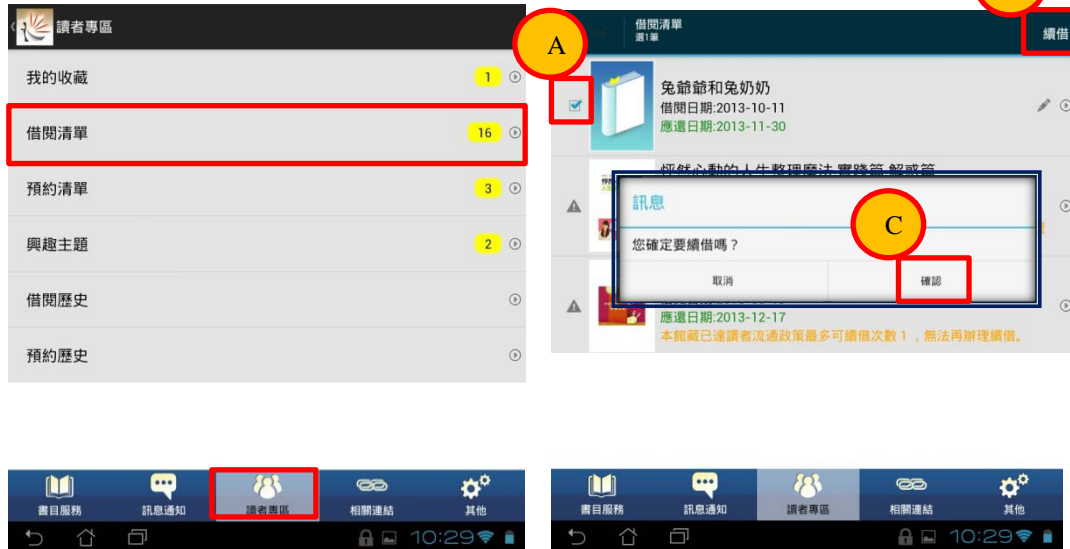 讀者專區
我的收藏 1
借閱清單 16
預約清單 3
興趣主題 2
借閱歷史
預約歷史
書目服務 訊息通知 讀者專區 相關連結 其他
10:29
A
借閱清單
選1筆
續借
兔爺爺和兔奶奶
借閱日期:2013-10-11
應還日期:2013-11-30
怦然心動的人生整理魔法.實踐篇.解惑篇
訊息
C
您確定要續借嗎？
取消 確認
應還日期:2013-12-17
本館藏已達讀者流通政策最多可續借次數1，無法再辦理續借。
書目服務 訊息通知 讀者專區 相關連結 其他
10:29